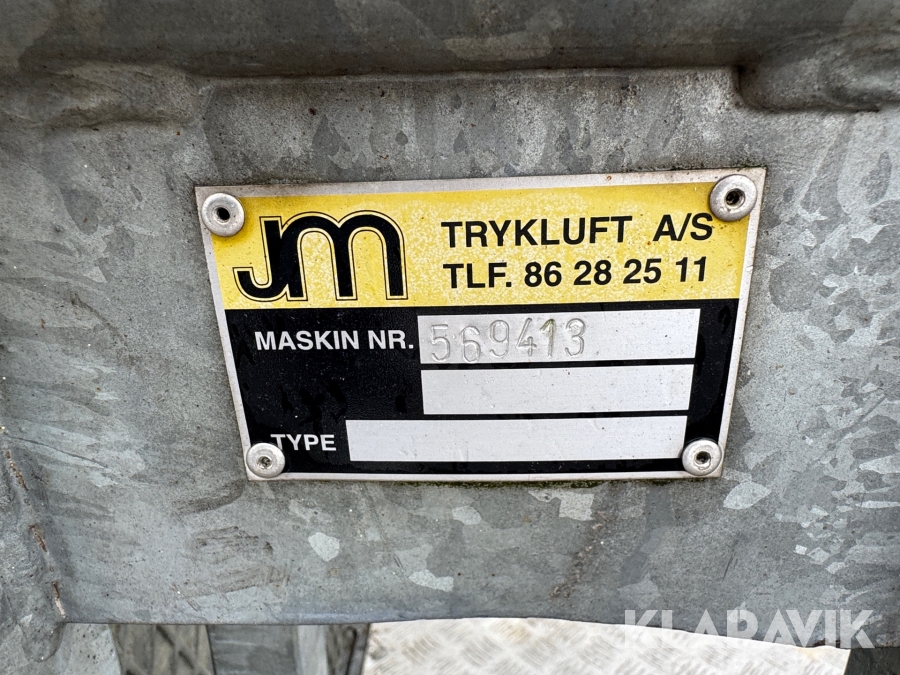 JM
TRYKLUFT A/S
TLF. 86 28 25 11
MASKIN NR. 569413
TYPE
KLARAVIK